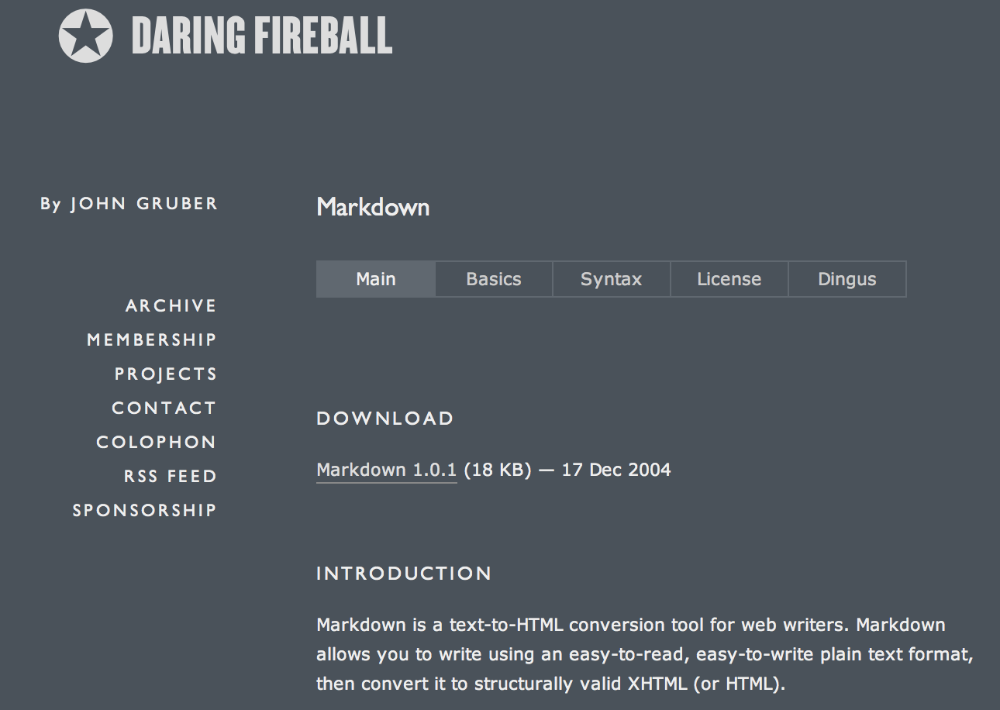 DARING FIREBALL
By JOHN GRUBER
ARCHIVE
MEMBERSHIP
PROJECTS
CONTACT
COLOPHON
RSS FEED
SPONSORSHIP
Markdown
Main Basics Syntax License Dingus
DOWNLOAD
Markdown 1.0.1 (18 KB) — 17 Dec 2004
INTRODUCTION
Markdown is a text-to-HTML conversion tool for web writers. Markdown
allows you to write using an easy-to-read, easy-to-write plain text format,
then convert it to structurally valid XHTML (or HTML).